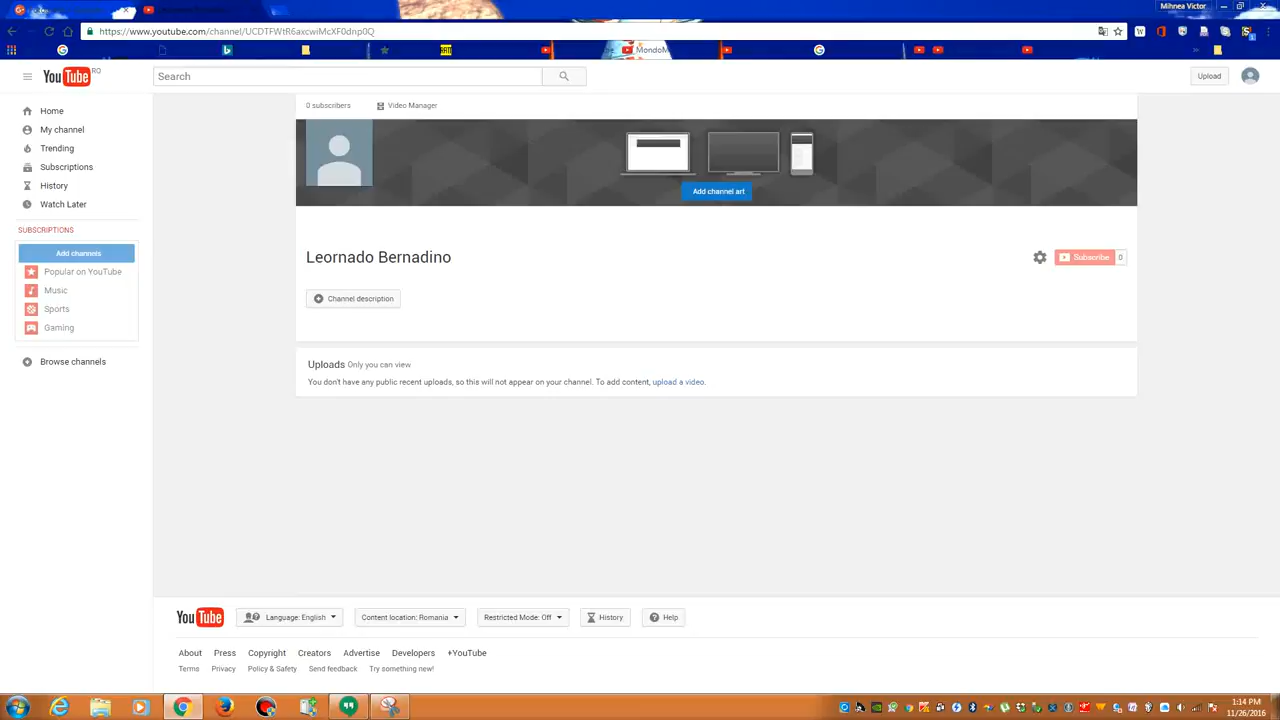 Mihnea Victor
https://www.youtube.com/channel/UCDTFWtR6axcwiMcXF0dnp0Q
MondoM
YouTube RO
Search
Upload
Home
My channel
Trending
Subscriptions
History
Watch Later
SUBSCRIPTIONS
Add channels
Popular on YouTube
Music
Sports
Gaming
Browse channels
0 subscribers
Video Manager
Add channel art
Leornado Bernadino
Subscribe 0
Channel description
Uploads Only you can view
You don't have any public recent uploads, so this will not appear on your channel. To add content, upload a video.
YouTube
Language: English
Content location: Romania
Restricted Mode: Off
History
Help
About Press Copyright Creators Advertise Developers +YouTube
Terms Privacy Policy & Safety Send feedback Try something new!
1:14 PM
11/26/2016